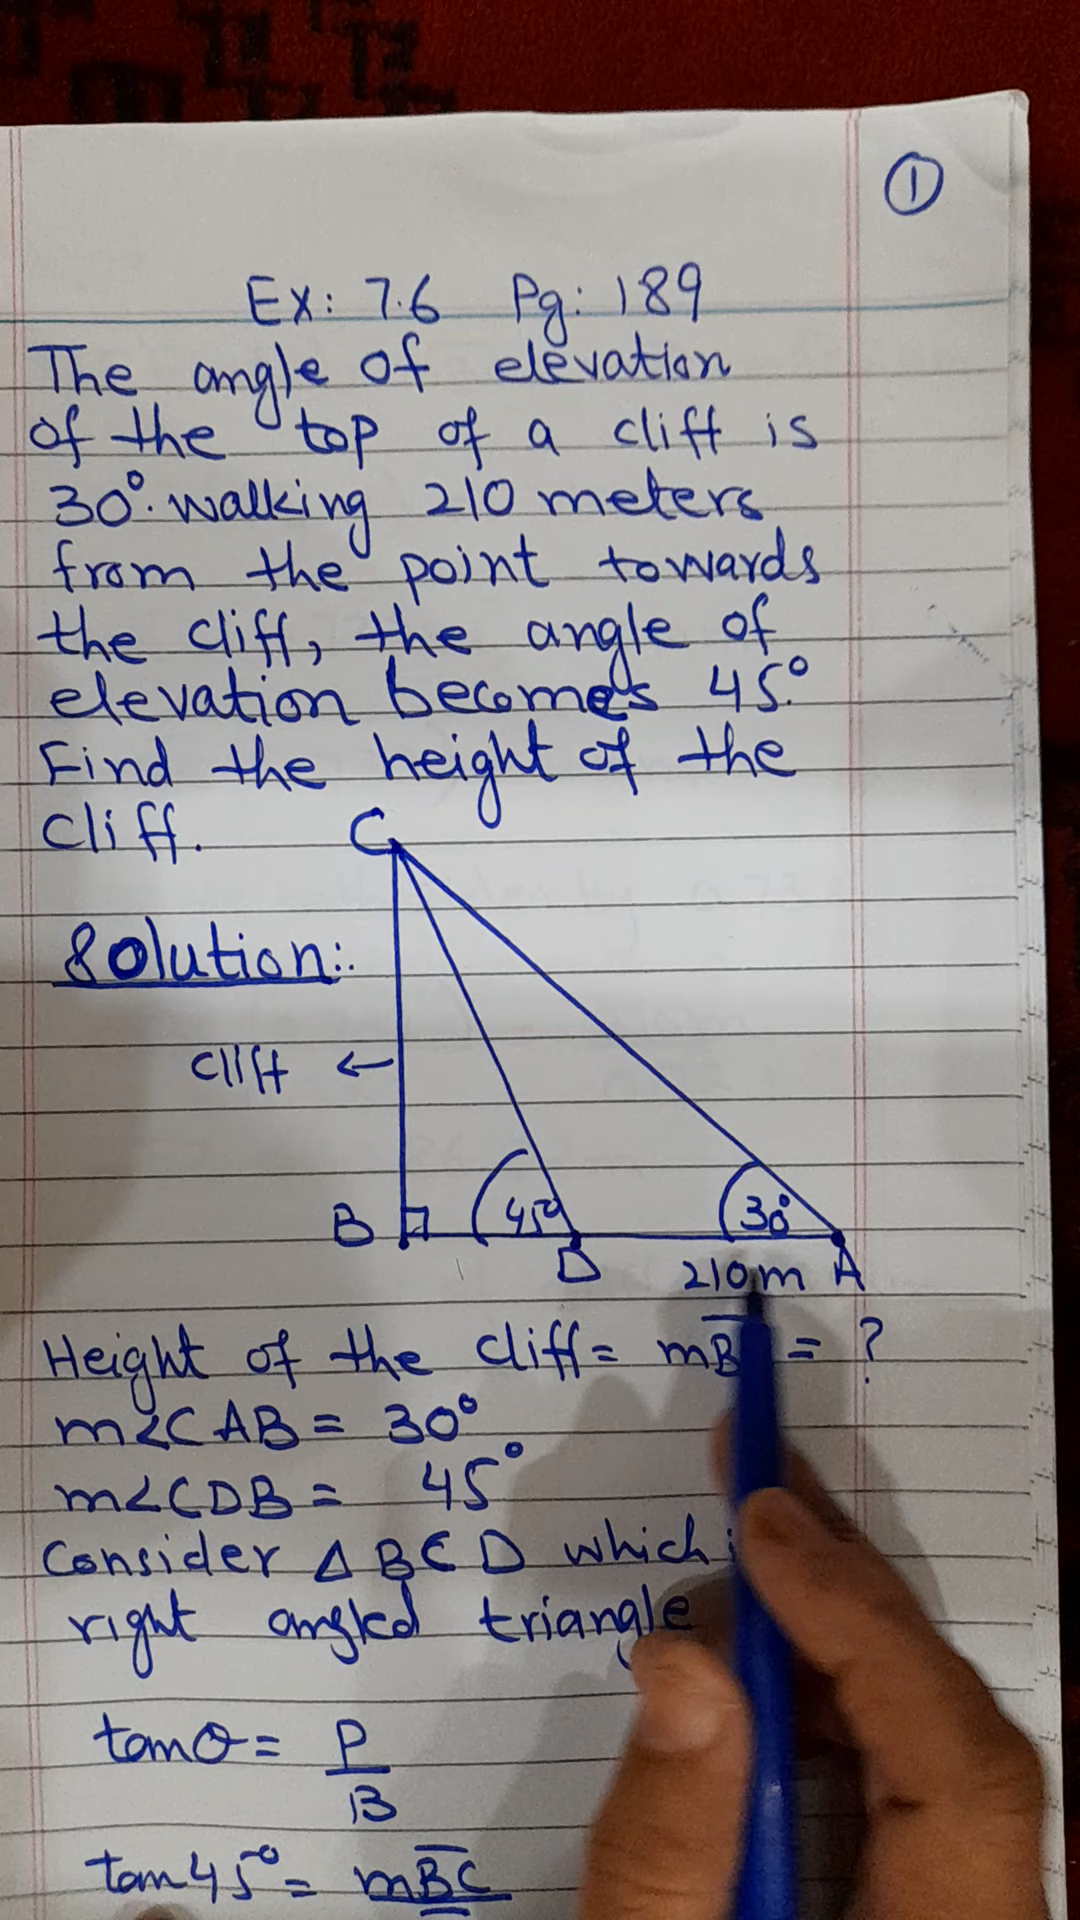 ①
Ex: 7.6 Pg: 189
The angle of elevation
of the top of a cliff is
30°. walking 210 meters
from the point towards
the cliff, the angle of
elevation becomes 45°.
Find the height of the
cliff.
C
Solution:.
cliff ←
B 45° 30°
D 210m A
Height of the cliff = mB = ?
m∠CAB = 30°
m∠CDB = 45°
Consider △ BCD which
right angled triangle
tanθ = P
B
tan45° = mBC